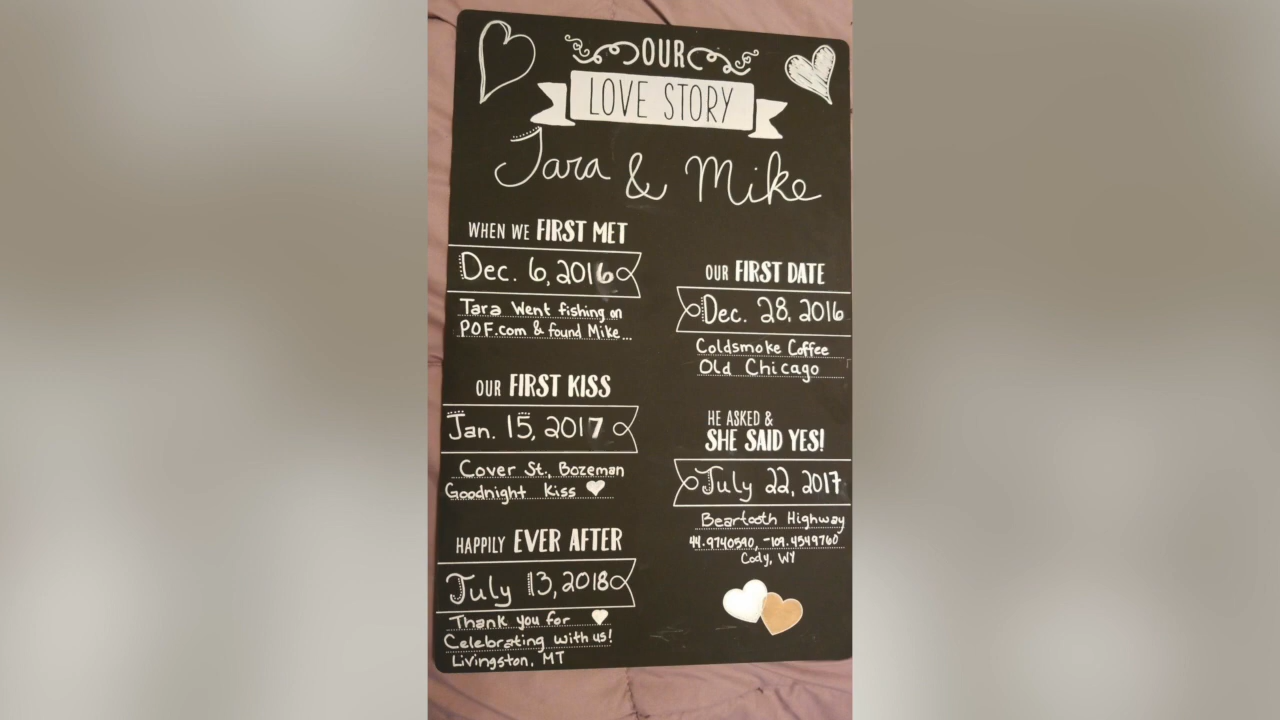 OUR
LOVE STORY
Tara & Mike
WHEN WE FIRST MET
Dec. 6, 2016
Tara Went fishing on
POF.com & found Mike...
OUR FIRST DATE
Dec. 28, 2016
Coldsmoke Coffee
Old Chicago
OUR FIRST KISS
Jan. 15, 2017
Cover St., Bozeman
Goodnight Kiss
HE ASKED &
SHE SAID YES!
July 22, 2017
Beartooth Highway
44.9740590, -109.4549760
Cody, WY
HAPPILY EVER AFTER
July 13, 2018
Thank you for
Celebrating with us!
Livingston, MT